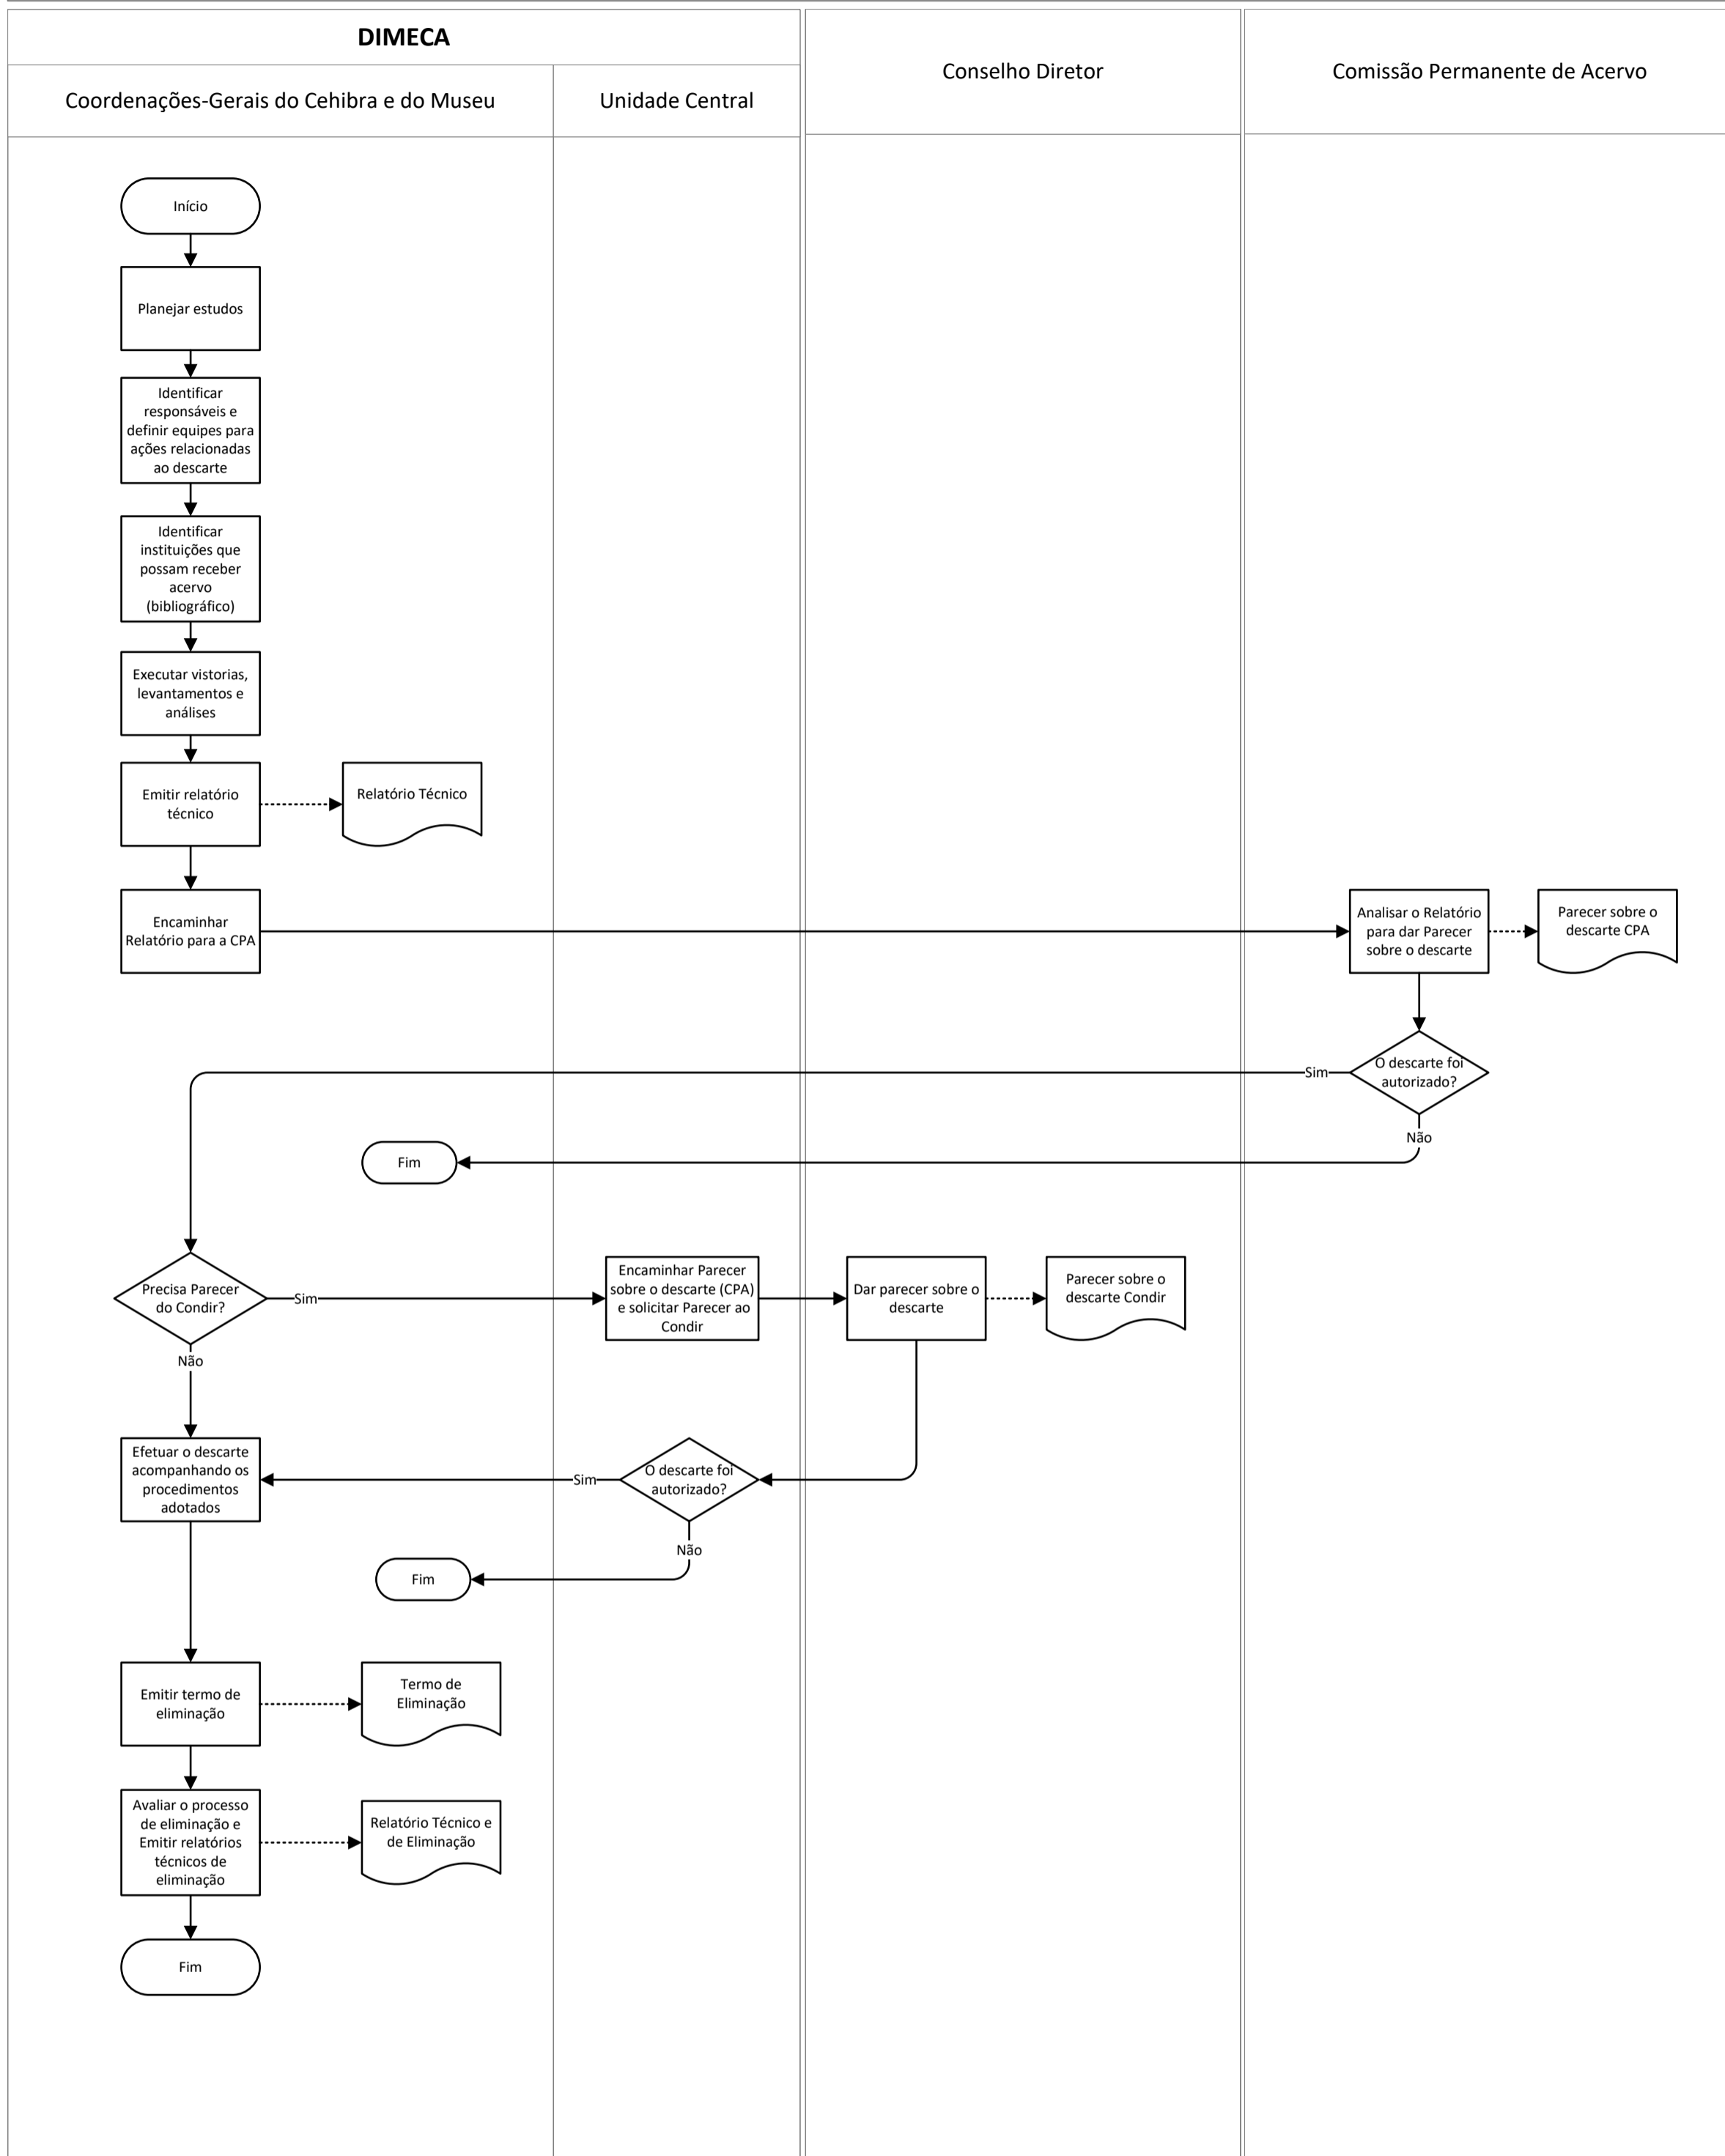 DIMECA
Coordenações-Gerais do Cehibra e do Museu
Unidade Central
Conselho Diretor
Comissão Permanente de Acervo
Início
Planejar estudos
Identificar
responsáveis e
definir equipes para
ações relacionadas
ao descarte
Identificar
instituições que
possam receber
acervo
(bibliográfico)
Executar vistorias,
levantamentos e
análises
Emitir relatório
técnico
Relatório Técnico
Encaminhar
Relatório para a CPA
Analisar o Relatório
para dar Parecer
sobre o descarte
Parecer sobre o
descarte CPA
O descarte foi
autorizado?
Sim
Não
Fim
Precisa Parecer
do Condir?
Sim
Encaminhar Parecer
sobre o descarte (CPA)
e solicitar Parecer ao
Condir
Dar parecer sobre o
descarte
Parecer sobre o
descarte Condir
Não
Efetuar o descarte
acompanhando os
procedimentos
adotados
Sim
O descarte foi
autorizado?
Não
Fim
Emitir termo de
eliminação
Termo de
Eliminação
Avaliar o processo
de eliminação e
Emitir relatórios
técnicos de
eliminação
Relatório Técnico e
de Eliminação
Fim